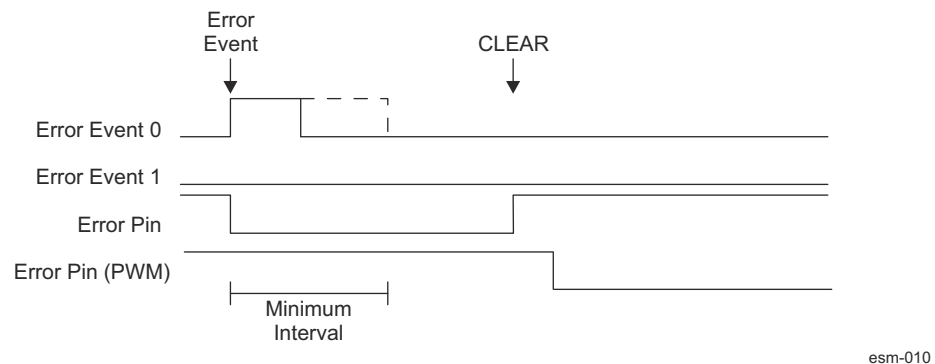 Error
Event
CLEAR
Error Event 0
Error Event 1
Error Pin
Error Pin (PWM)
Minimum
Interval
esm-010